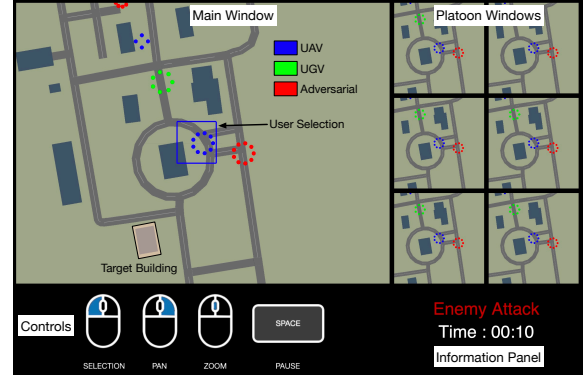 Main Window
Platoon Windows
UAV
UGV
Adversarial
User Selection
Target Building
Controls
SPACE
SELECTION
PAN
ZOOM
PAUSE
Enemy Attack
Time : 00:10
Information Panel